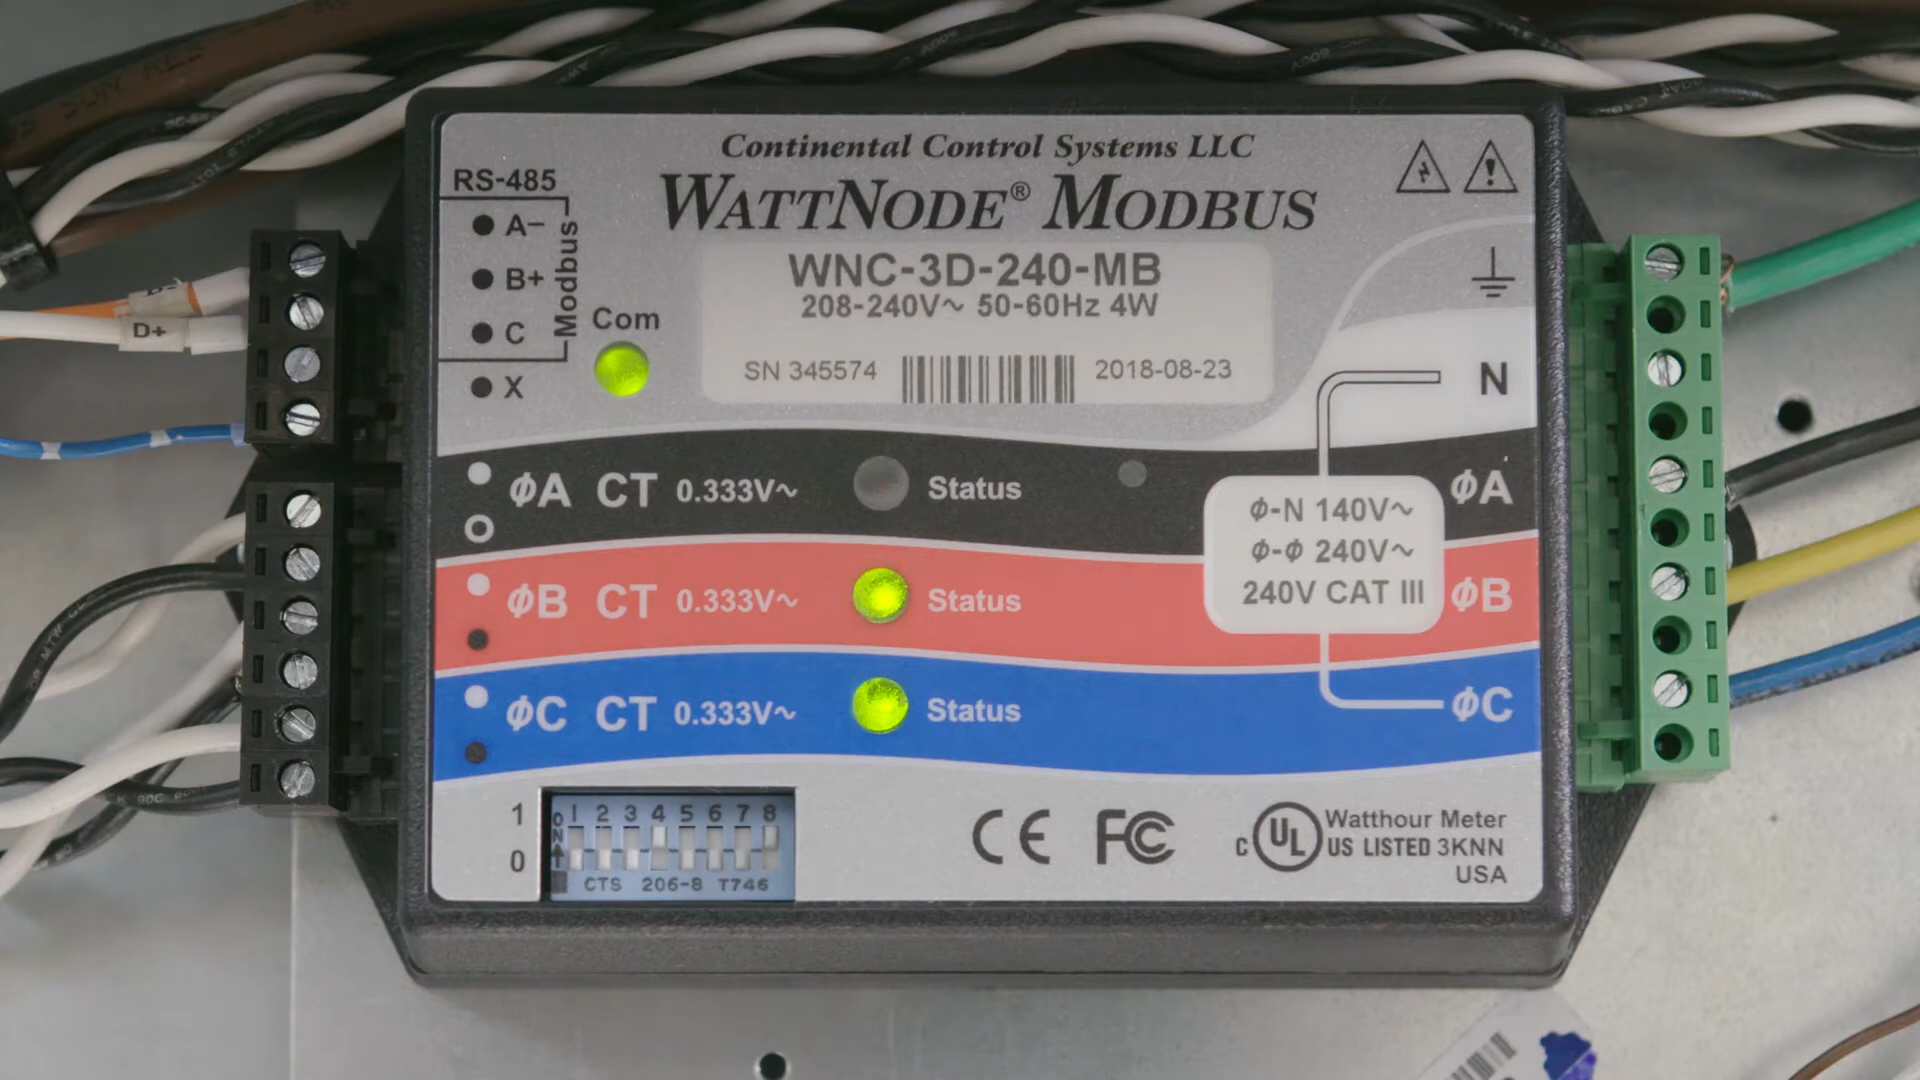 Continental Control Systems LLC
WATTNODE® MODBUS
WNC-3D-240-MB
208-240V~ 50-60Hz 4W
SN 345574
2018-08-23
RS-485
A–
B+
C
X
Modbus
Com
D+
N
ϕA CT 0.333V~
Status
ϕA
ϕB CT 0.333V~
Status
ϕB
ϕC CT 0.333V~
Status
ϕC
ϕ-N 140V~
ϕ-ϕ 240V~
240V CAT III
1
0
ON
1 2 3 4 5 6 7 8
CTS 206-8 T746
CE FC
C UL US LISTED
Watthour Meter
3KNN
USA